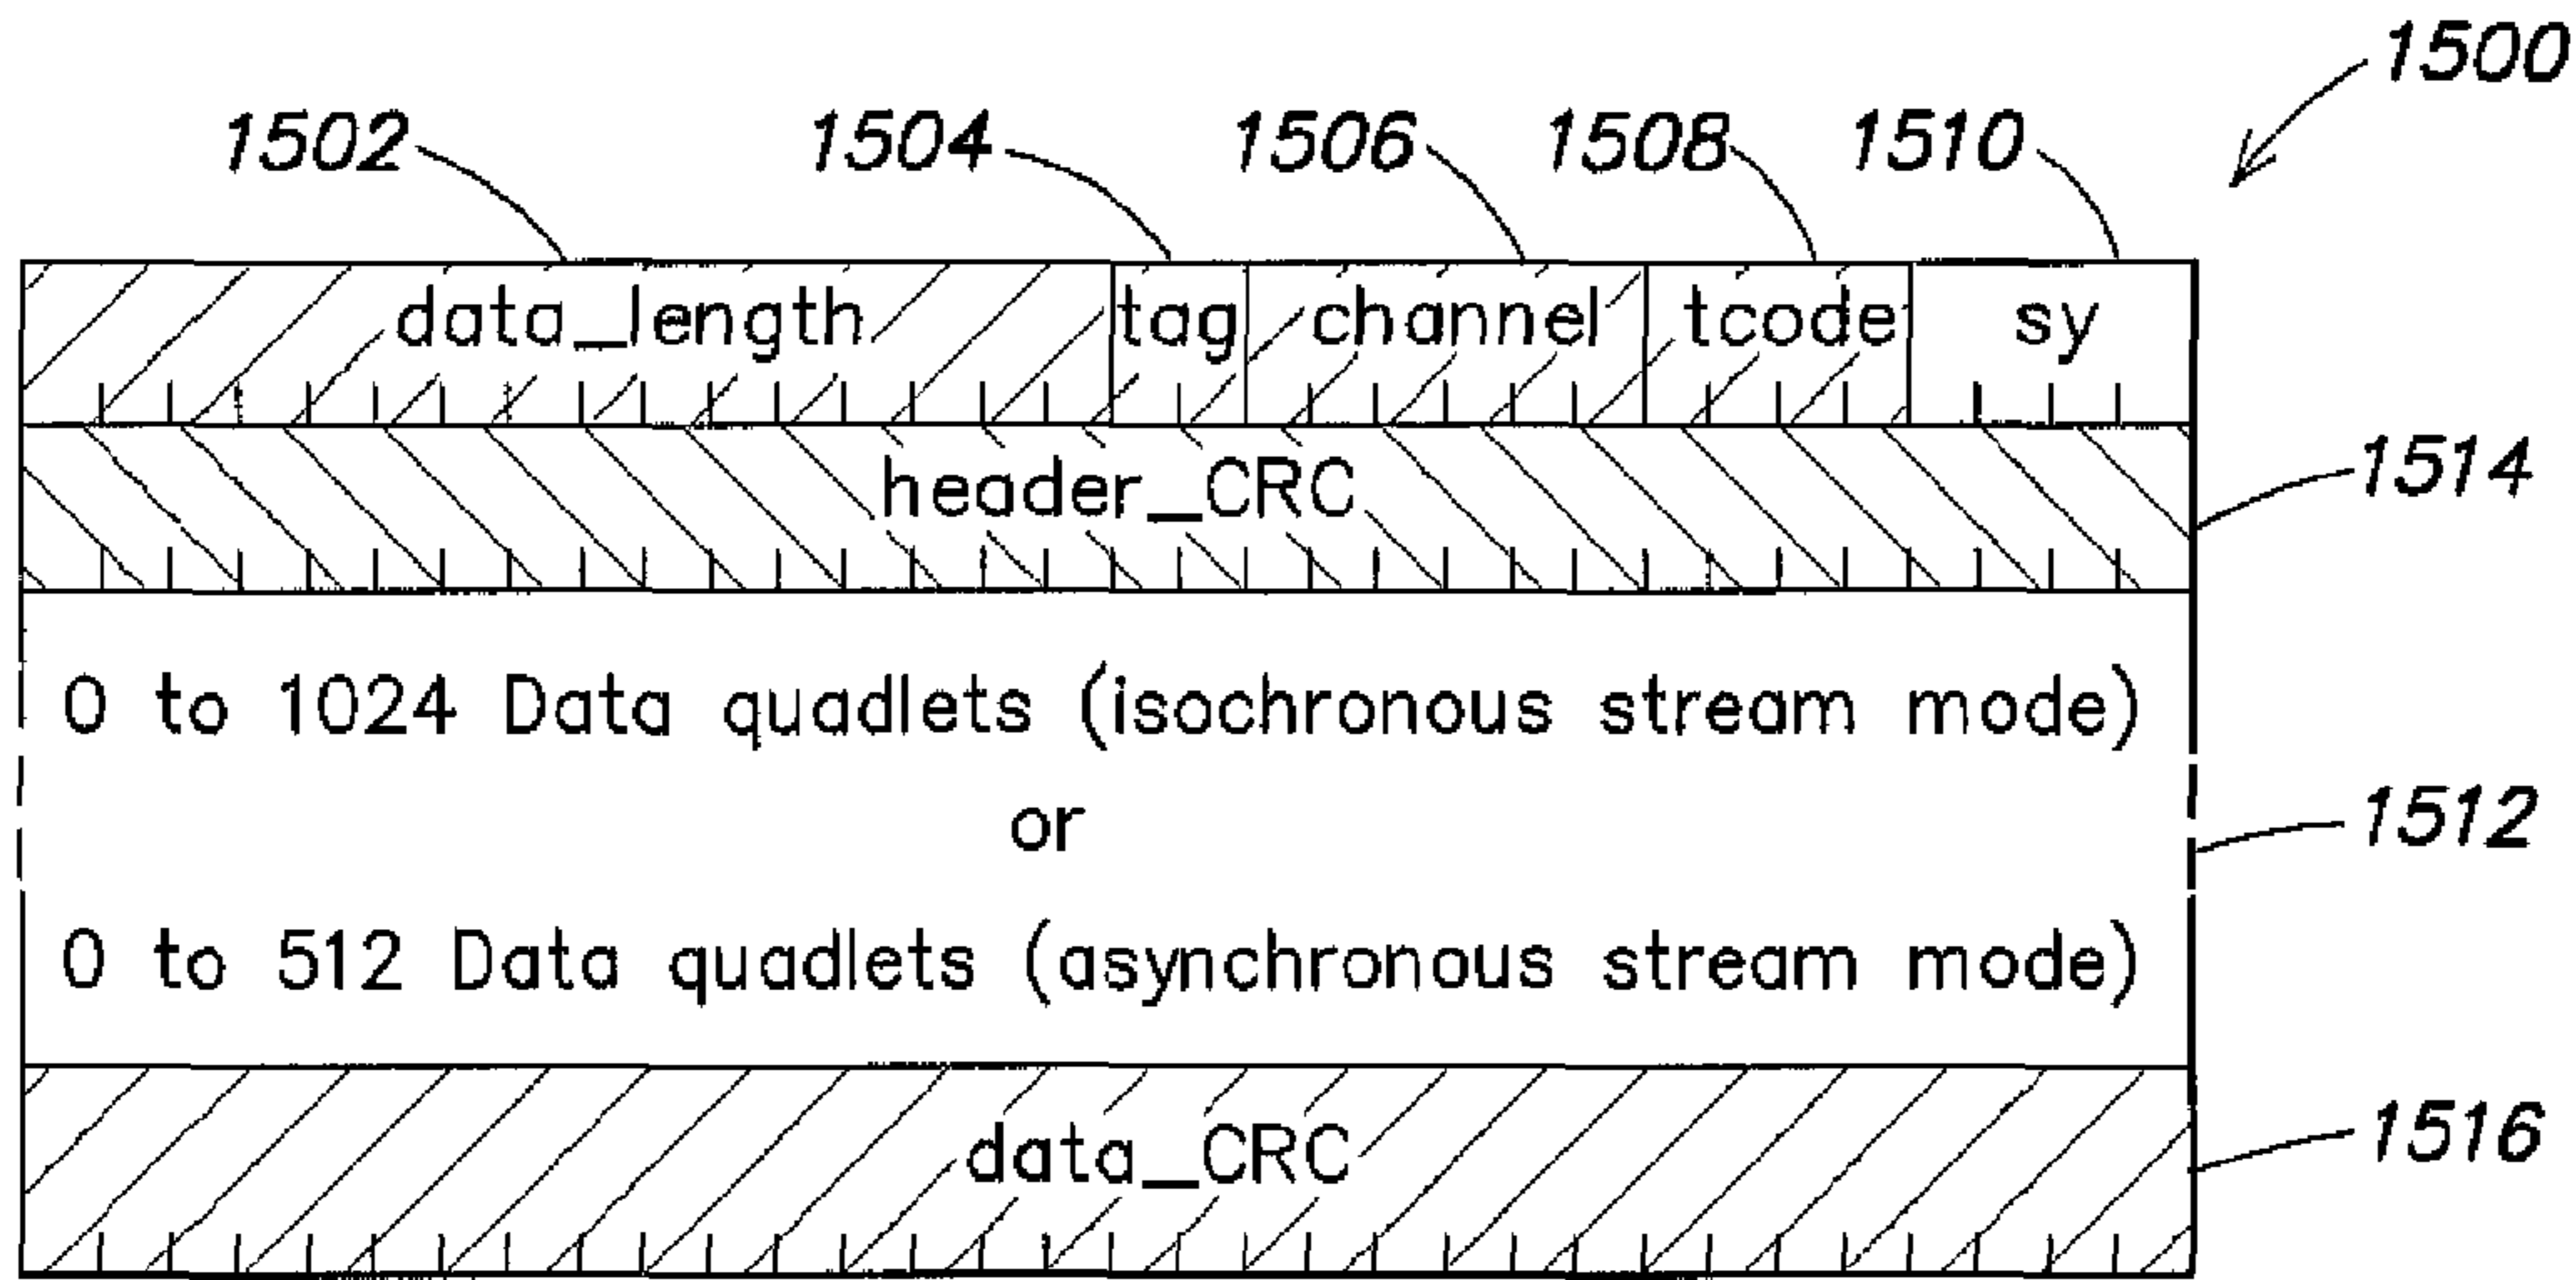 1500
1502 1504 1506 1508 1510
data_length tag channel tcode sy
header_CRC 1514
0 to 1024 Data quadlets (isochronous stream mode)
or 1512
0 to 512 Data quadlets (asynchronous stream mode)
data_CRC 1516